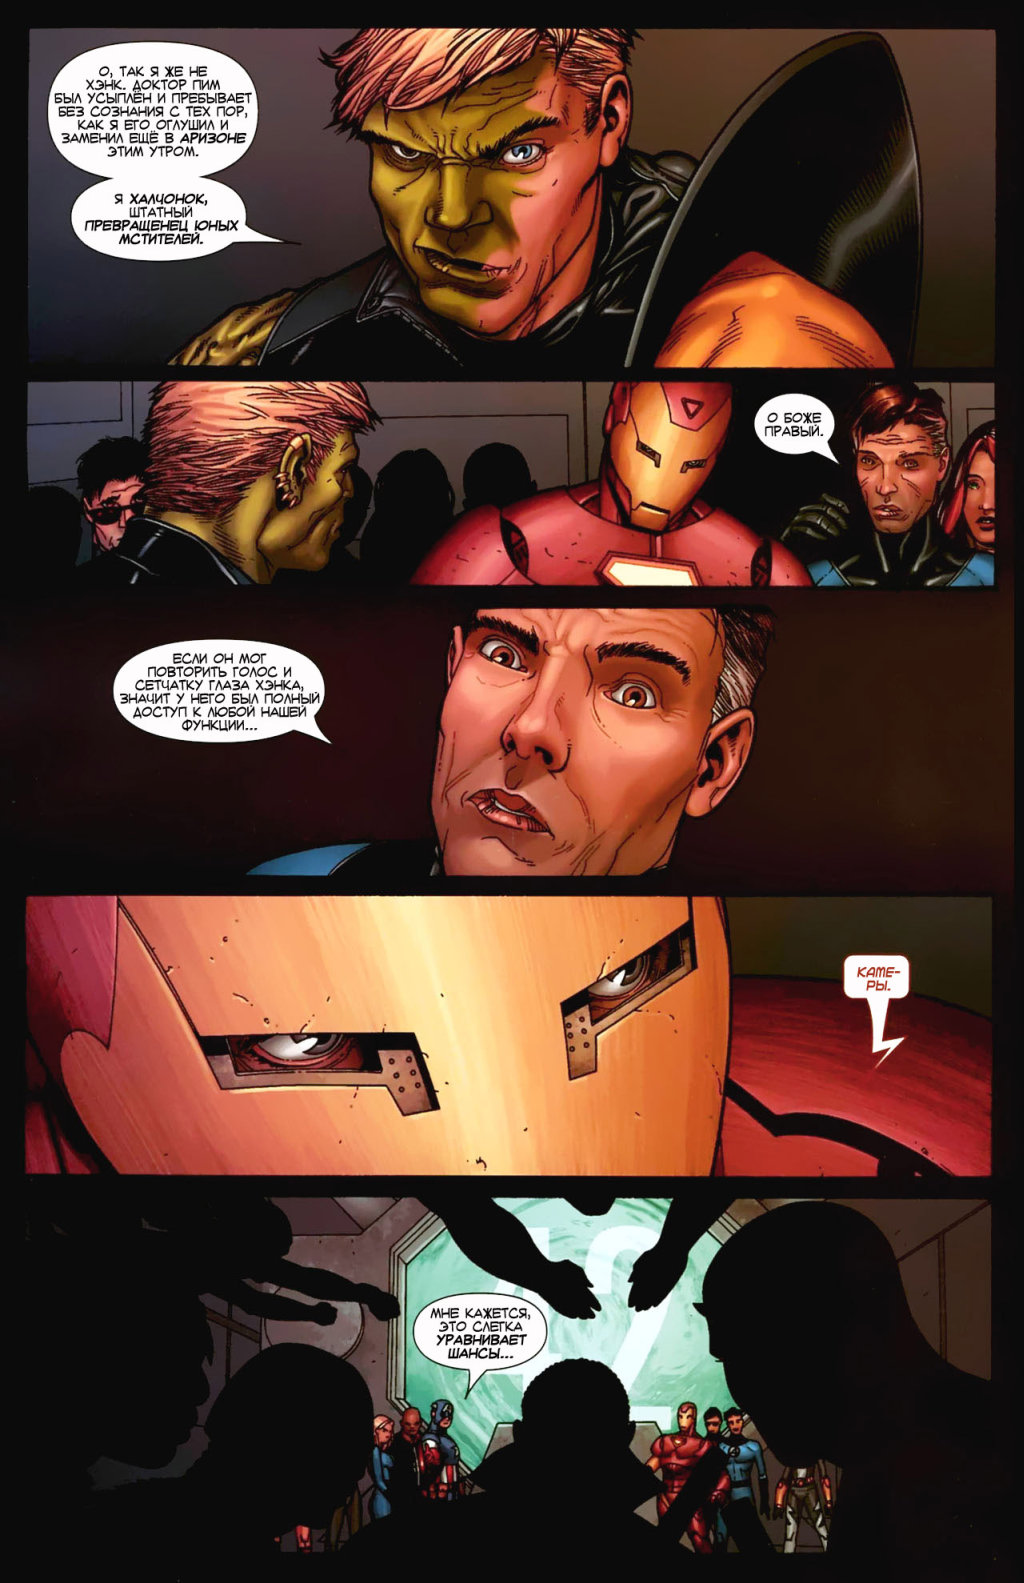 О, ТАК Я ЖЕ НЕ
ХЭНК. ДОКТОР ПИМ
БЫЛ УСЫПЛЁН И ПРЕБЫВАЕТ
БЕЗ СОЗНАНИЯ С ТЕХ ПОР,
КАК Я ЕГО ОГЛУШИЛ И
ЗАМЕНИЛ ЕЩЁ В АРИЗОНЕ
ЭТИМ УТРОМ.
Я ХАЛЧОНОК,
ШТАТНЫЙ
ПРЕВРАЩЕНЕЦ ЮНЫХ
МСТИТЕЛЕЙ.
О БОЖЕ
ПРАВЫЙ.
ЕСЛИ ОН МОГ
ПОВТОРИТЬ ГОЛОС И
СЕТЧАТКУ ГЛАЗА ХЭНКА,
ЗНАЧИТ У НЕГО БЫЛ ПОЛНЫЙ
ДОСТУП К ЛЮБОЙ НАШЕЙ
ФУНКЦИИ...
КАМЕ-
РЫ.
42
МНЕ КАЖЕТСЯ,
ЭТО СЛЕГКА
УРАВНИВАЕТ
ШАНСЫ...